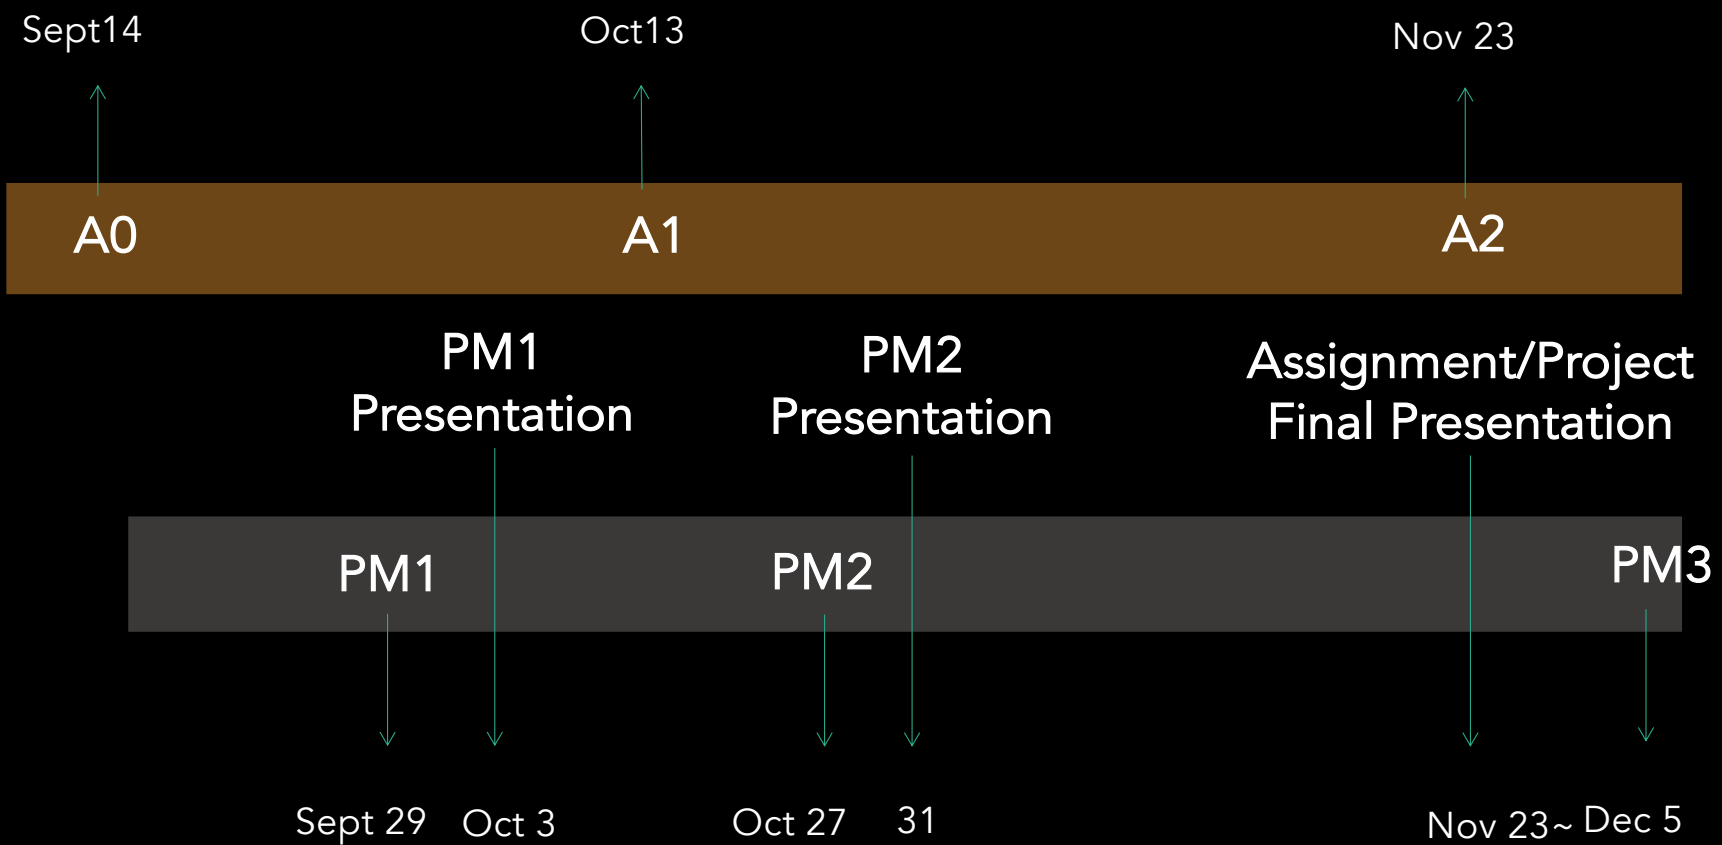 Sept14
Oct13
Nov 23
A0
A1
A2
PM1
Presentation
PM2
Presentation
Assignment/Project
Final Presentation
PM1
PM2
PM3
Sept 29
Oct 3
Oct 27
31
Nov 23~
Dec 5